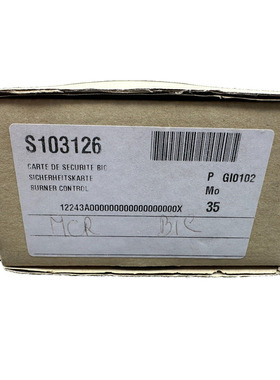 S103126
CARTE DE SECURITE BIC
SICHERHEITSKARTE
BURNER CONTROL
P GI0102
Mo
35
12243A000000000000000000X
MCR BIC